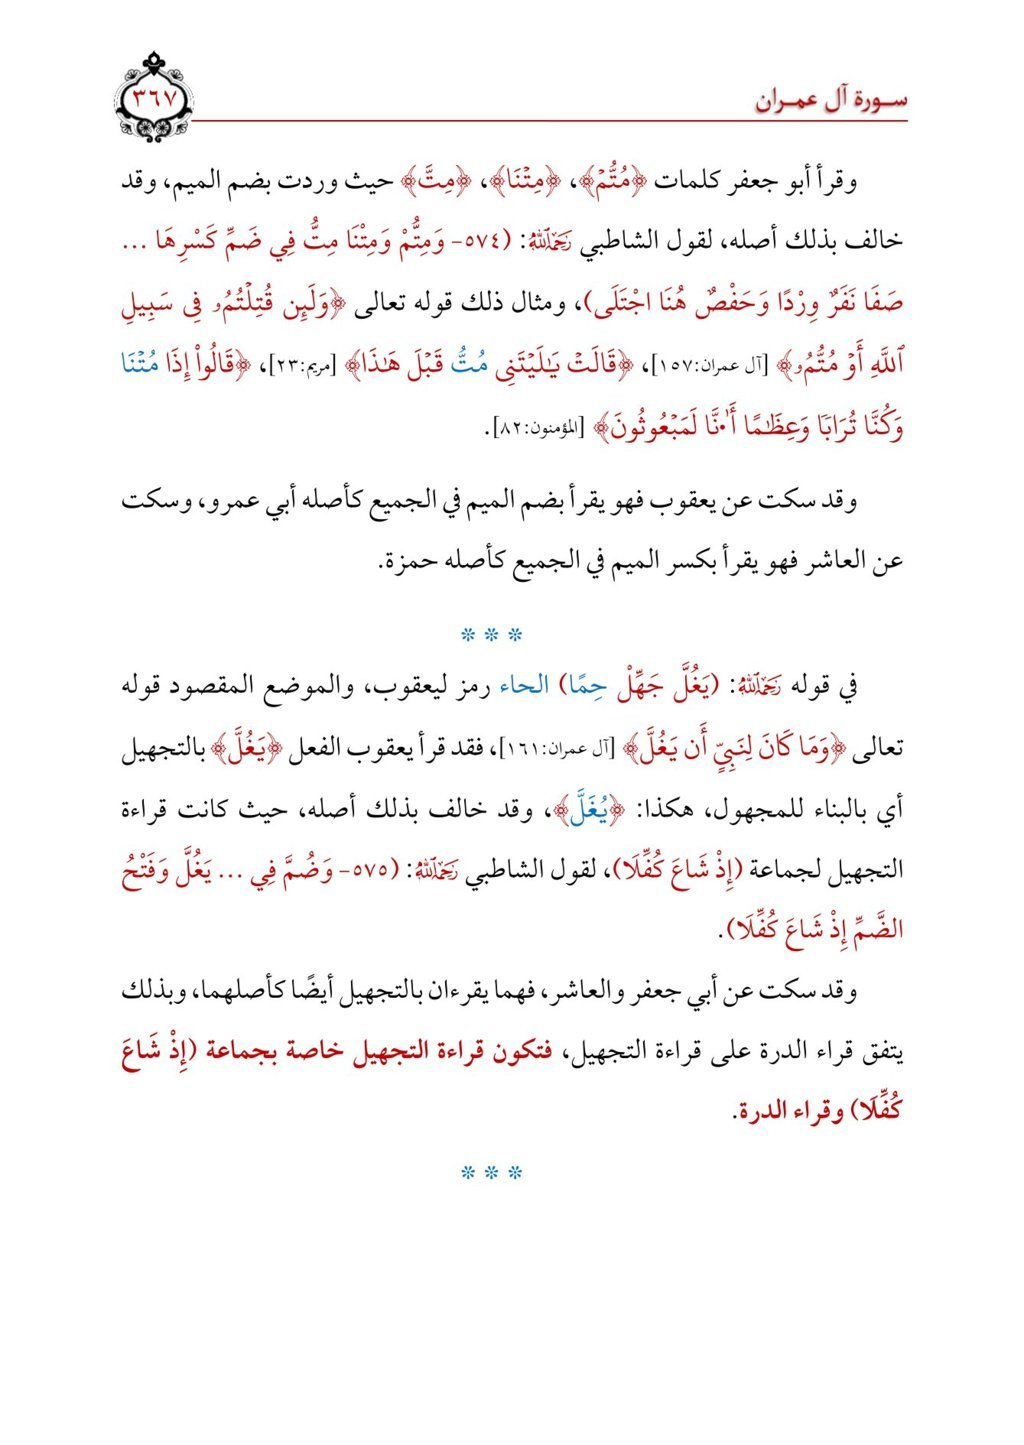 سورة آل عمران
٣٦٧
وقرأ أبو جعفر كلمات ﴿مُتُّمۡ﴾، ﴿مِتۡنَا﴾، ﴿مِتَّ﴾ حيث وردت بضم الميم، وقد
خالف بذلك أصله، لقول الشاطبي رَحِمَهُ ٱللَّهُ: (٥٧٤- وَمِتُّمْ وَمِتْنَا مِتُّ فِي ضَمِّ كَسْرِهَا ...
صَفَا نَفَرٌ وِرْدًا وَحَفْصٌ هُنَا اجْتَلَى)، ومثال ذلك قوله تعالى ﴿وَلَئِن قُتِلۡتُمُۥ فِى سَبِيلِ
ٱللَّهِ أَوۡ مُتُّمُۥ﴾ [آل عمران:١٥٧]، ﴿قَالَتۡ يَٰلَيۡتَنِى مُتُّ قَبۡلَ هَٰذَا﴾ [مريم:٢٣]، ﴿قَالُواْ إِذَا مُتۡنَا
وَكُنَّا تُرَابٗا وَعِظَٰمًا أَ۟نَّا لَمَبۡعُوثُونَ﴾ [المؤمنون:٨٢].
وقد سكت عن يعقوب فهو يقرأ بضم الميم في الجميع كأصله أبي عمرو، وسكت
عن العاشر فهو يقرأ بكسر الميم في الجميع كأصله حمزة.
* * *
في قوله رَحِمَهُ ٱللَّهُ: (يَغُلَّ جَهِّلْ حِمًا) الحاء رمز ليعقوب، والموضع المقصود قوله
تعالى ﴿وَمَا كَانَ لِنَبِيٍّ أَن يَغُلَّ﴾ [آل عمران:١٦١]، فقد قرأ يعقوب الفعل ﴿يَغُلَّ﴾ بالتجهيل
أي بالبناء للمجهول، هكذا: ﴿يُغَلَّ﴾، وقد خالف بذلك أصله، حيث كانت قراءة
التجهيل لجماعة (إِذْ شَاعَ كُفِّلَا)، لقول الشاطبي رَحِمَهُ ٱللَّهُ: (٥٧٥- وَضُمَّ فِي ... يَغُلَّ وَفَتْحُ
الضَّمِّ إِذْ شَاعَ كُفِّلَا).
وقد سكت عن أبي جعفر والعاشر، فهما يقرءان بالتجهيل أيضًا كأصلهما، وبذلك
يتفق قراء الدرة على قراءة التجهيل، فتكون قراءة التجهيل خاصة بجماعة (إِذْ شَاعَ
كُفِّلَا) وقراء الدرة.
* * *